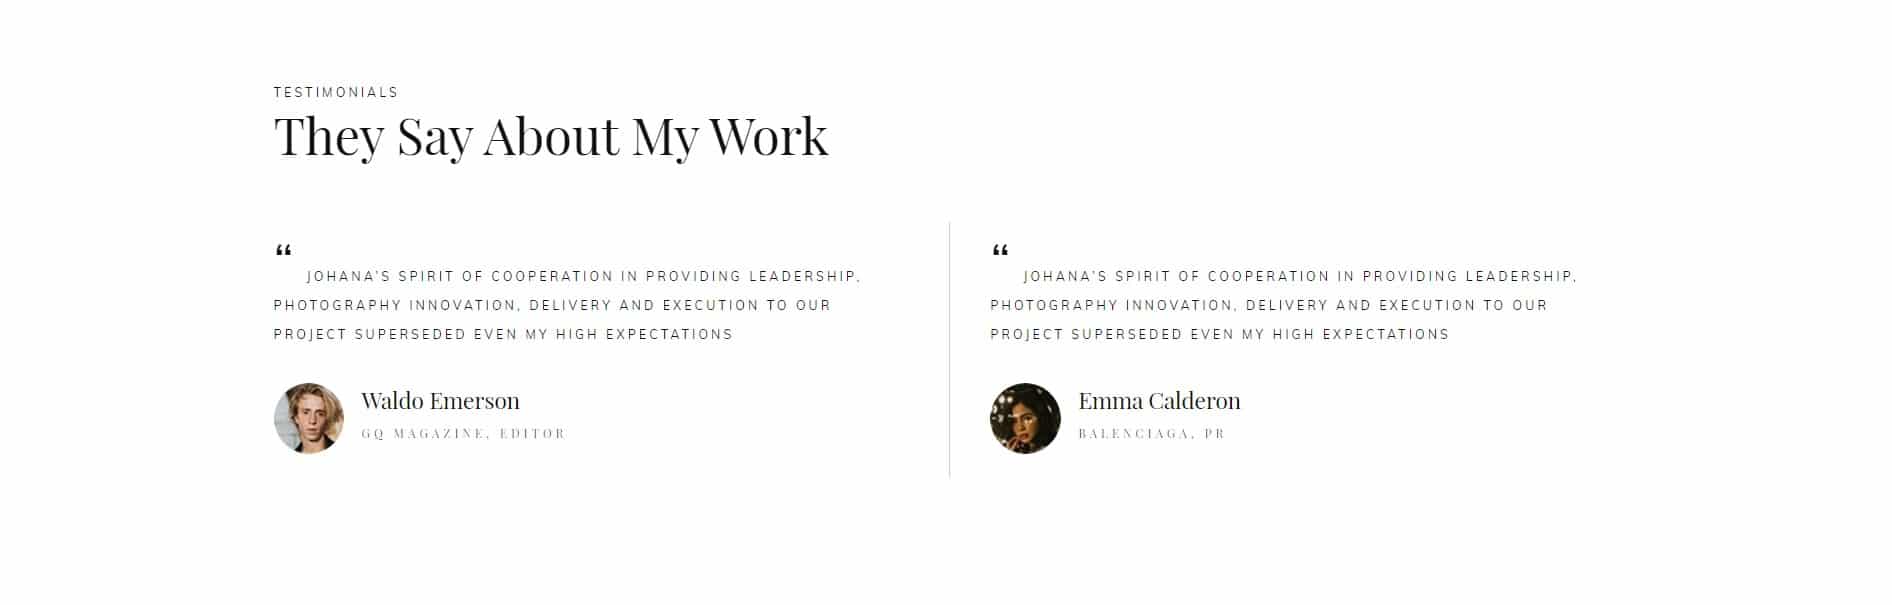 TESTIMONIALS
They Say About My Work
“
JOHANA'S SPIRIT OF COOPERATION IN PROVIDING LEADERSHIP,
PHOTOGRAPHY INNOVATION, DELIVERY AND EXECUTION TO OUR
PROJECT SUPERSEDED EVEN MY HIGH EXPECTATIONS
Waldo Emerson
GQ MAGAZINE, EDITOR
“
JOHANA'S SPIRIT OF COOPERATION IN PROVIDING LEADERSHIP,
PHOTOGRAPHY INNOVATION, DELIVERY AND EXECUTION TO OUR
PROJECT SUPERSEDED EVEN MY HIGH EXPECTATIONS
Emma Calderon
BALENCIAGA, PR